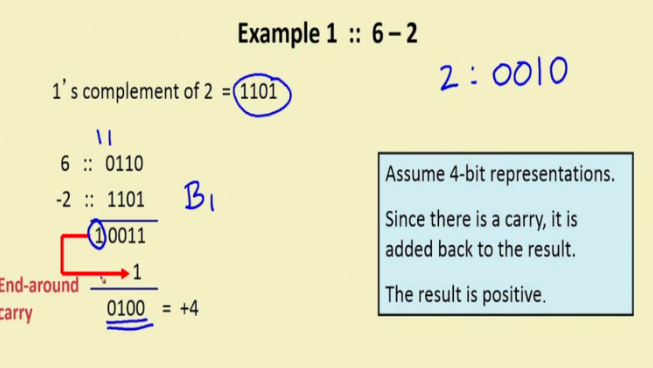 Example 1 :: 6 – 2
2 : 0010
1's complement of 2 = 1101
11
6 :: 0110
-2 :: 1101
B1
10011
1
End-around
carry
0100 = +4
Assume 4-bit representations.
Since there is a carry, it is
added back to the result.
The result is positive.